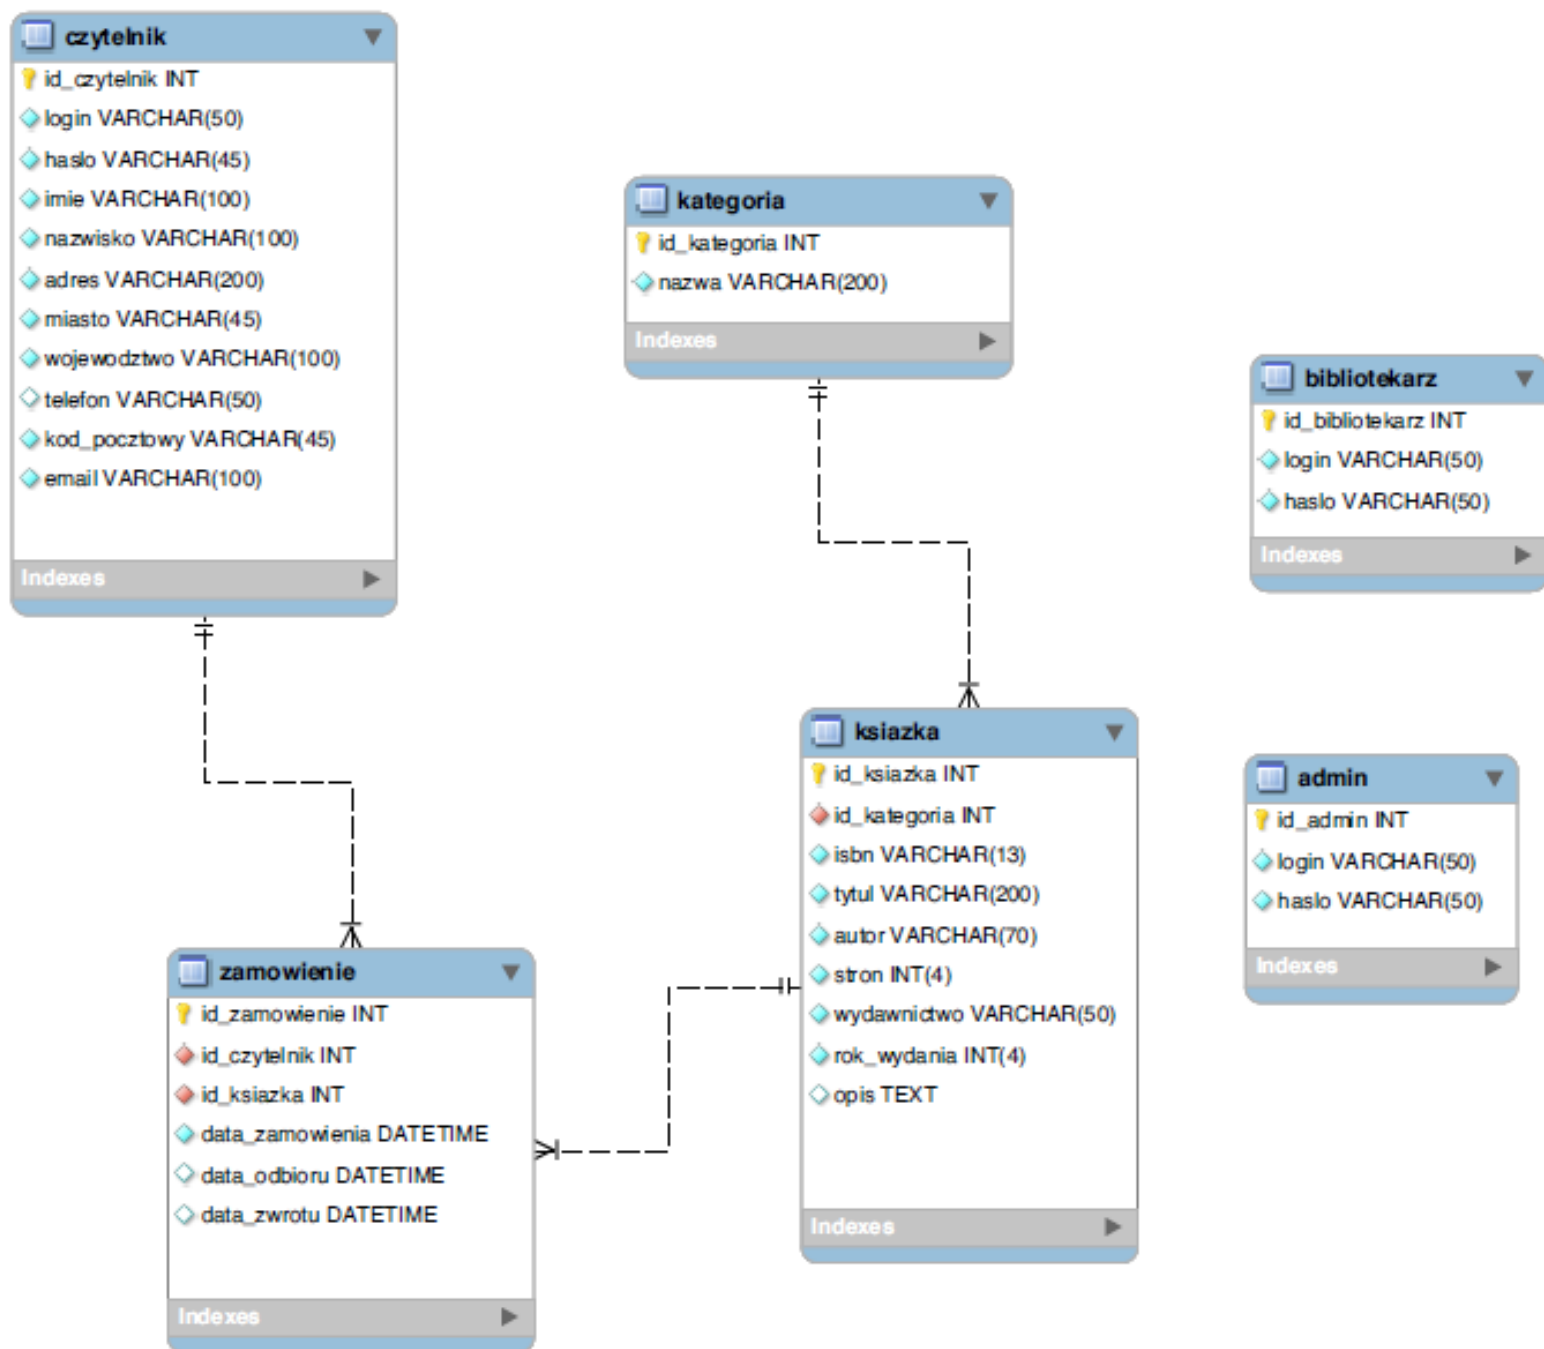 czytelnik
id_czytelnik INT
login VARCHAR(50)
haslo VARCHAR(45)
imie VARCHAR(100)
nazwisko VARCHAR(100)
adres VARCHAR(200)
miasto VARCHAR(45)
wojewodztwo VARCHAR(100)
telefon VARCHAR(50)
kod_pocztowy VARCHAR(45)
email VARCHAR(100)
Indexes
kategoria
id_kategoria INT
nazwa VARCHAR(200)
Indexes
bibliotekarz
id_bibliotekarz INT
login VARCHAR(50)
haslo VARCHAR(50)
Indexes
ksiazka
id_ksiazka INT
id_kategoria INT
isbn VARCHAR(13)
tytul VARCHAR(200)
autor VARCHAR(70)
stron INT(4)
wydawnictwo VARCHAR(50)
rok_wydania INT(4)
opis TEXT
Indexes
admin
id_admin INT
login VARCHAR(50)
haslo VARCHAR(50)
Indexes
zamowienie
id_zamowienie INT
id_czytelnik INT
id_ksiazka INT
data_zamowienia DATETIME
data_odbioru DATETIME
data_zwrotu DATETIME
Indexes